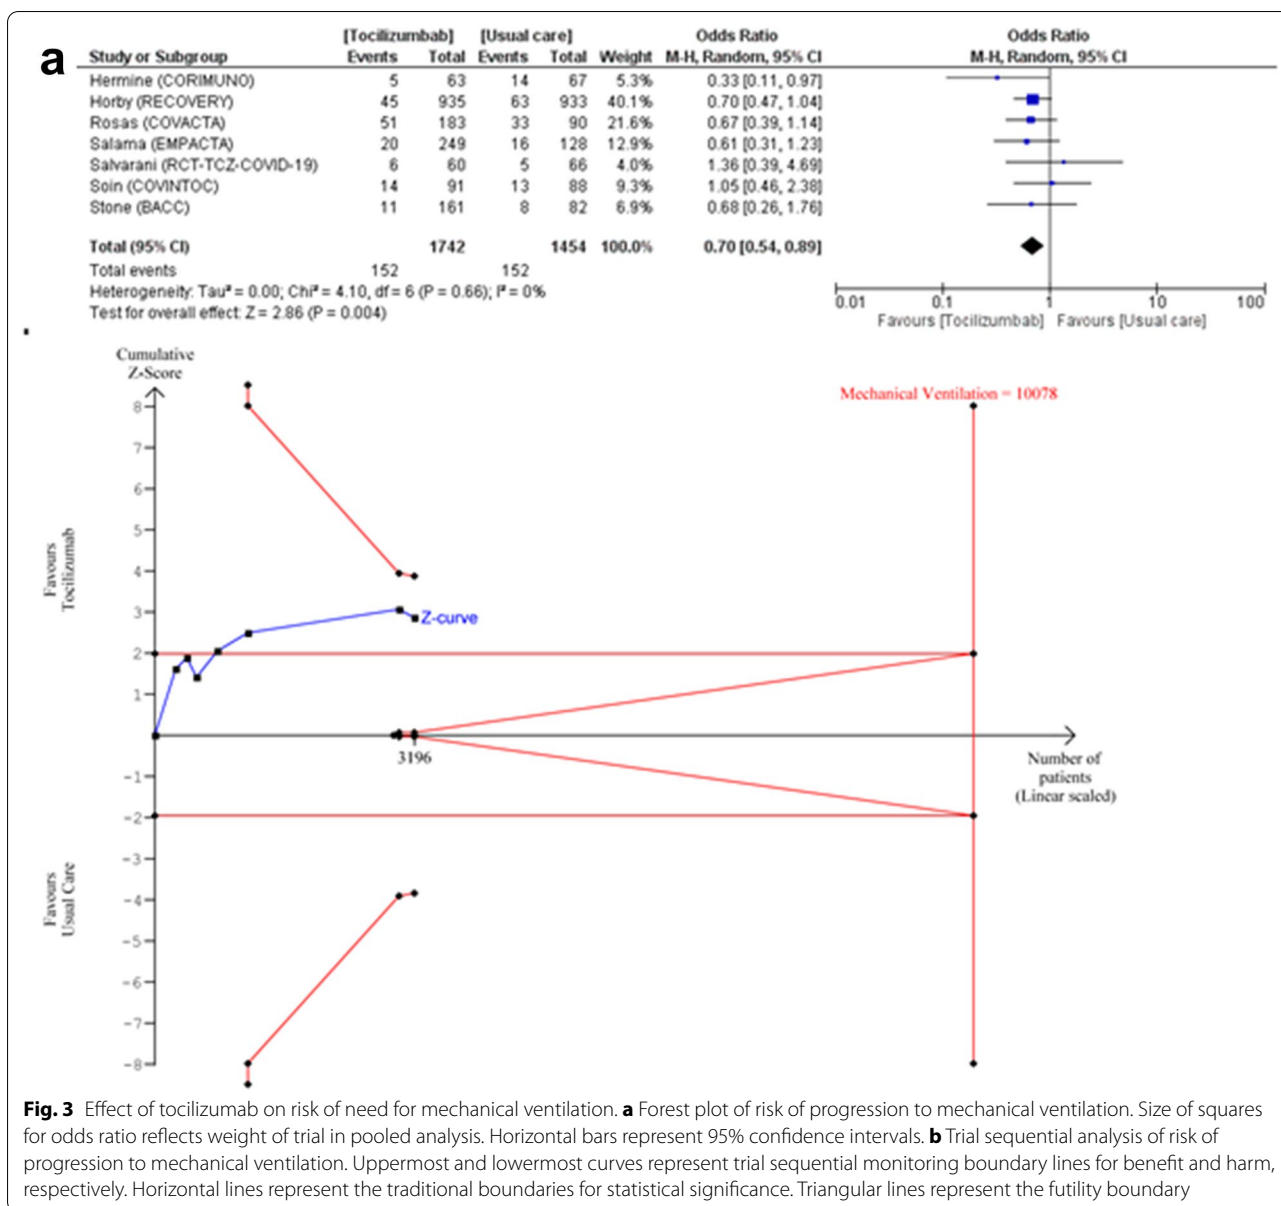 a
[Tocilizumbab] [Usual care] Odds Ratio Odds Ratio
Study or Subgroup Events Total Events Total Weight M-H, Random, 95% CI M-H, Random, 95% CI
Hermine (CORIMUNO) 5 63 14 67 5.3% 0.33 [0.11, 0.97]
Horby (RECOVERY) 45 935 63 933 40.1% 0.70 [0.47, 1.04]
Rosas (COVACTA) 51 183 33 90 21.6% 0.67 [0.39, 1.14]
Salama (EMPACTA) 20 249 16 128 12.9% 0.61 [0.31, 1.23]
Salvarani (RCT-TCZ-COVID-19) 6 60 5 66 4.0% 1.36 [0.39, 4.69]
Soin (COVINTOC) 14 91 13 88 9.3% 1.05 [0.46, 2.38]
Stone (BACC) 11 161 8 82 6.9% 0.68 [0.26, 1.76]
Total (95% CI) 1742 1454 100.0% 0.70 [0.54, 0.89]
Total events 152 152
Heterogeneity: Tau² = 0.00; Chi² = 4.10, df = 6 (P = 0.66); I² = 0%
Test for overall effect: Z = 2.86 (P = 0.004)
0.01 0.1 1 10 100
Favours [Tocilizumbab] Favours [Usual care]
Cumulative
Z-Score
Mechanical Ventilation = 10078
8
7
6
5
4
3
2
1
-1
-2
-3
-4
-5
-6
-7
-8
Favours
Tocilizumab
Favours
Usual Care
Z-curve
3196
Number of
patients
(Linear scaled)
Fig. 3 Effect of tocilizumab on risk of need for mechanical ventilation. a Forest plot of risk of progression to mechanical ventilation. Size of squares
for odds ratio reflects weight of trial in pooled analysis. Horizontal bars represent 95% confidence intervals. b Trial sequential analysis of risk of
progression to mechanical ventilation. Uppermost and lowermost curves represent trial sequential monitoring boundary lines for benefit and harm,
respectively. Horizontal lines represent the traditional boundaries for statistical significance. Triangular lines represent the futility boundary